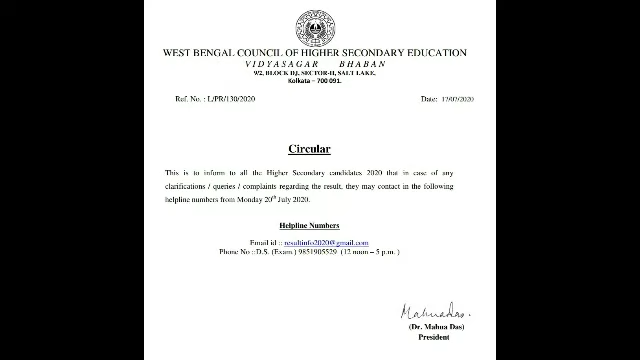 WEST BENGAL COUNCIL OF HIGHER SECONDARY EDUCATION
VIDYASAGAR BHABAN
9/2, BLOCK DJ, SECTOR-II, SALT LAKE,
Kolkata – 700 091.
Ref. No. : L/PR/130/2020 Date: 17/07/2020
Circular
This is to inform to all the Higher Secondary candidates 2020 that in case of any
clarifications / queries / complaints regarding the result, they may contact in the following
helpline numbers from Monday 20th July 2020.
Helpline Numbers
Email id :: resultinfo2020@gmail.com
Phone No ::D.S. (Exam.) 9851905529 (12 noon – 5 p.m. )
Mahua Das.
(Dr. Mahua Das)
President